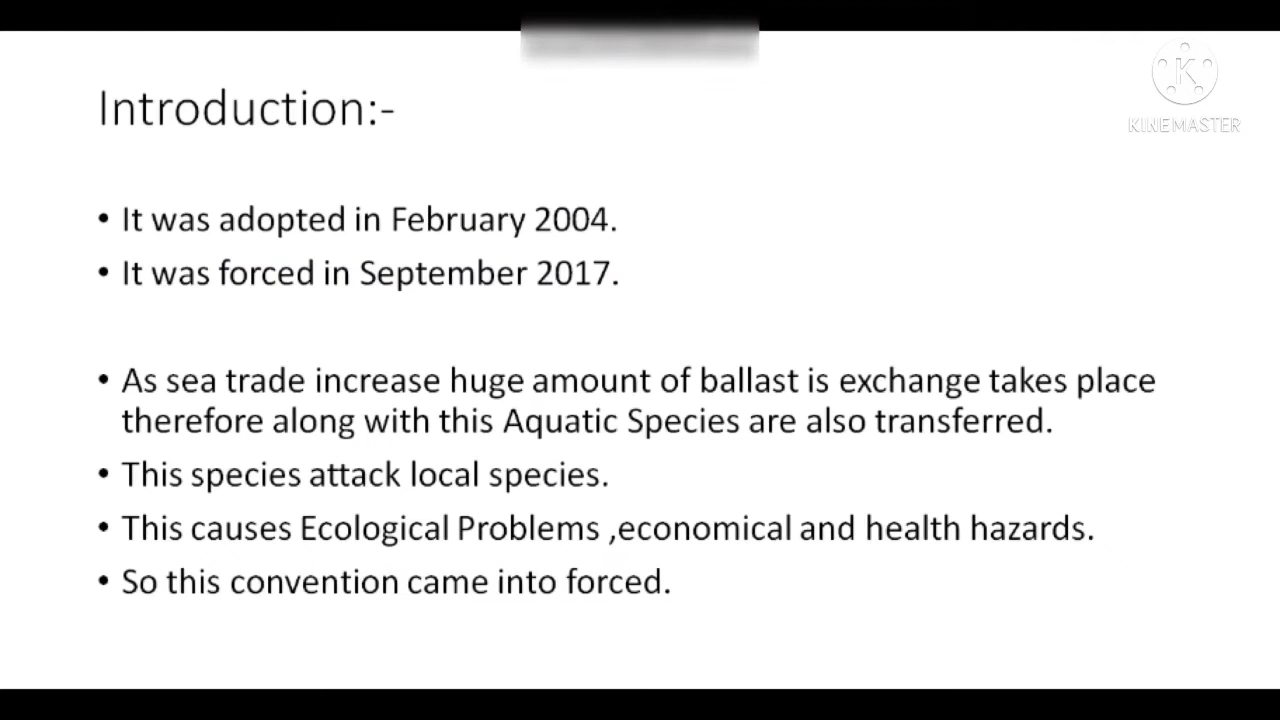 Introduction:-
K
KINEMASTER
• It was adopted in February 2004.
• It was forced in September 2017.
• As sea trade increase huge amount of ballast is exchange takes place
therefore along with this Aquatic Species are also transferred.
• This species attack local species.
• This causes Ecological Problems ,economical and health hazards.
• So this convention came into forced.